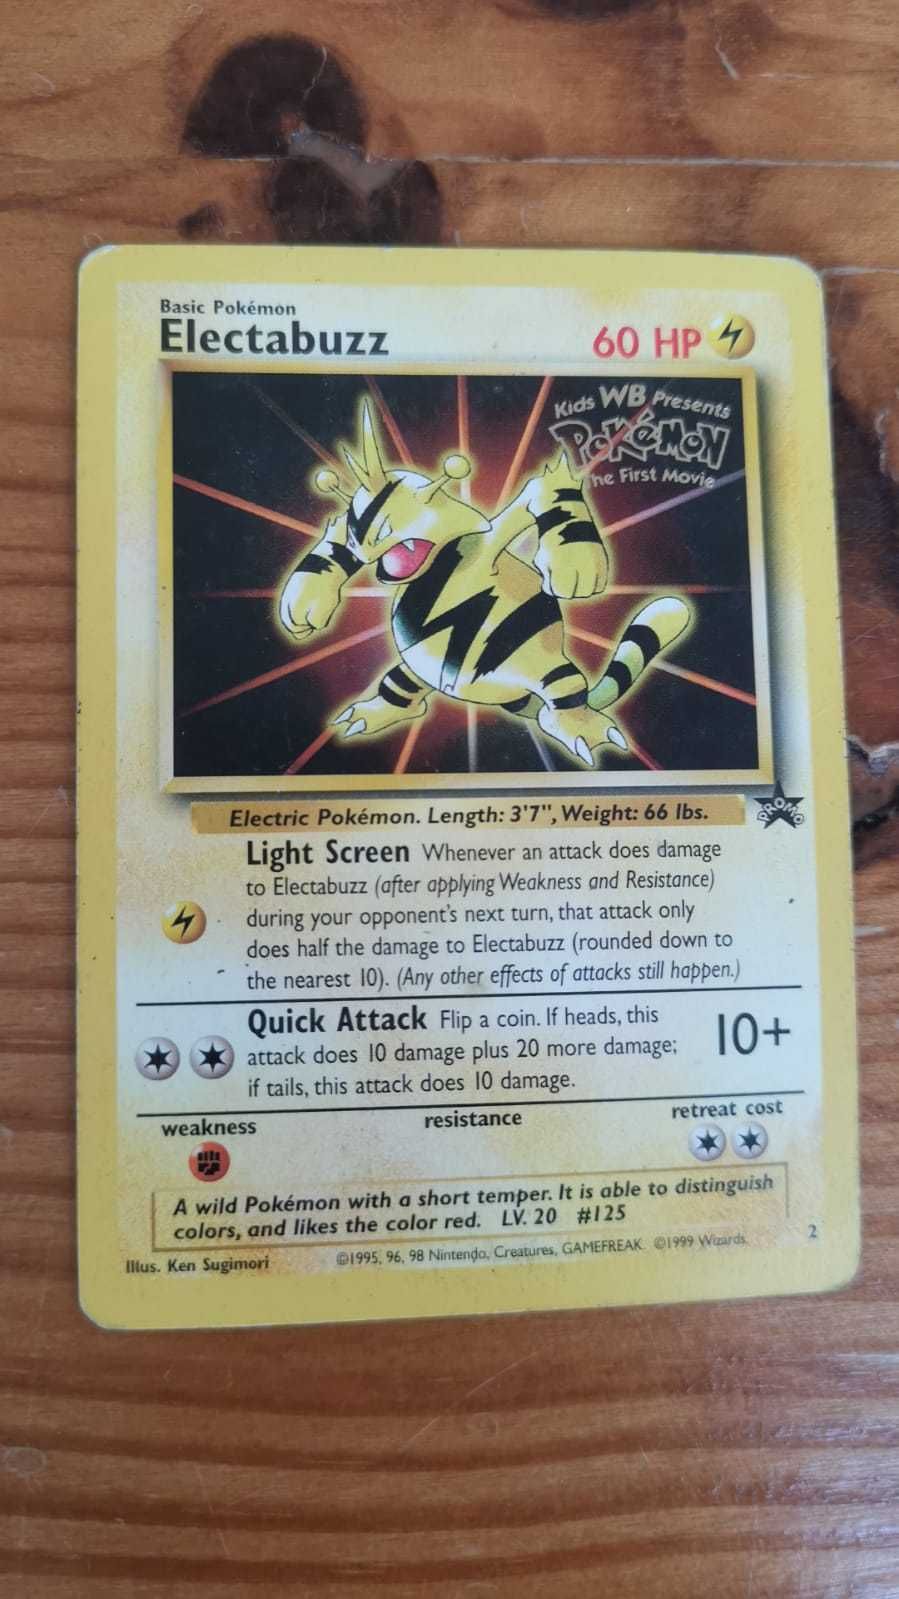 Basic Pokémon
Electabuzz
60 HP
Kids WB Presents
POKéMON
The First Movie
Electric Pokémon. Length: 3'7", Weight: 66 lbs.
PROMO
Light Screen Whenever an attack does damage
to Electabuzz (after applying Weakness and Resistance)
during your opponent's next turn, that attack only
does half the damage to Electabuzz (rounded down to
the nearest 10). (Any other effects of attacks still happen.)
Quick Attack Flip a coin. If heads, this
attack does 10 damage plus 20 more damage;
if tails, this attack does 10 damage.
10+
weakness
resistance
retreat cost
A wild Pokémon with a short temper. It is able to distinguish
colors, and likes the color red. LV. 20 #125
Illus. Ken Sugimori
©1995, 96, 98 Nintendo, Creatures, GAMEFREAK. ©1999 Wizards.
2